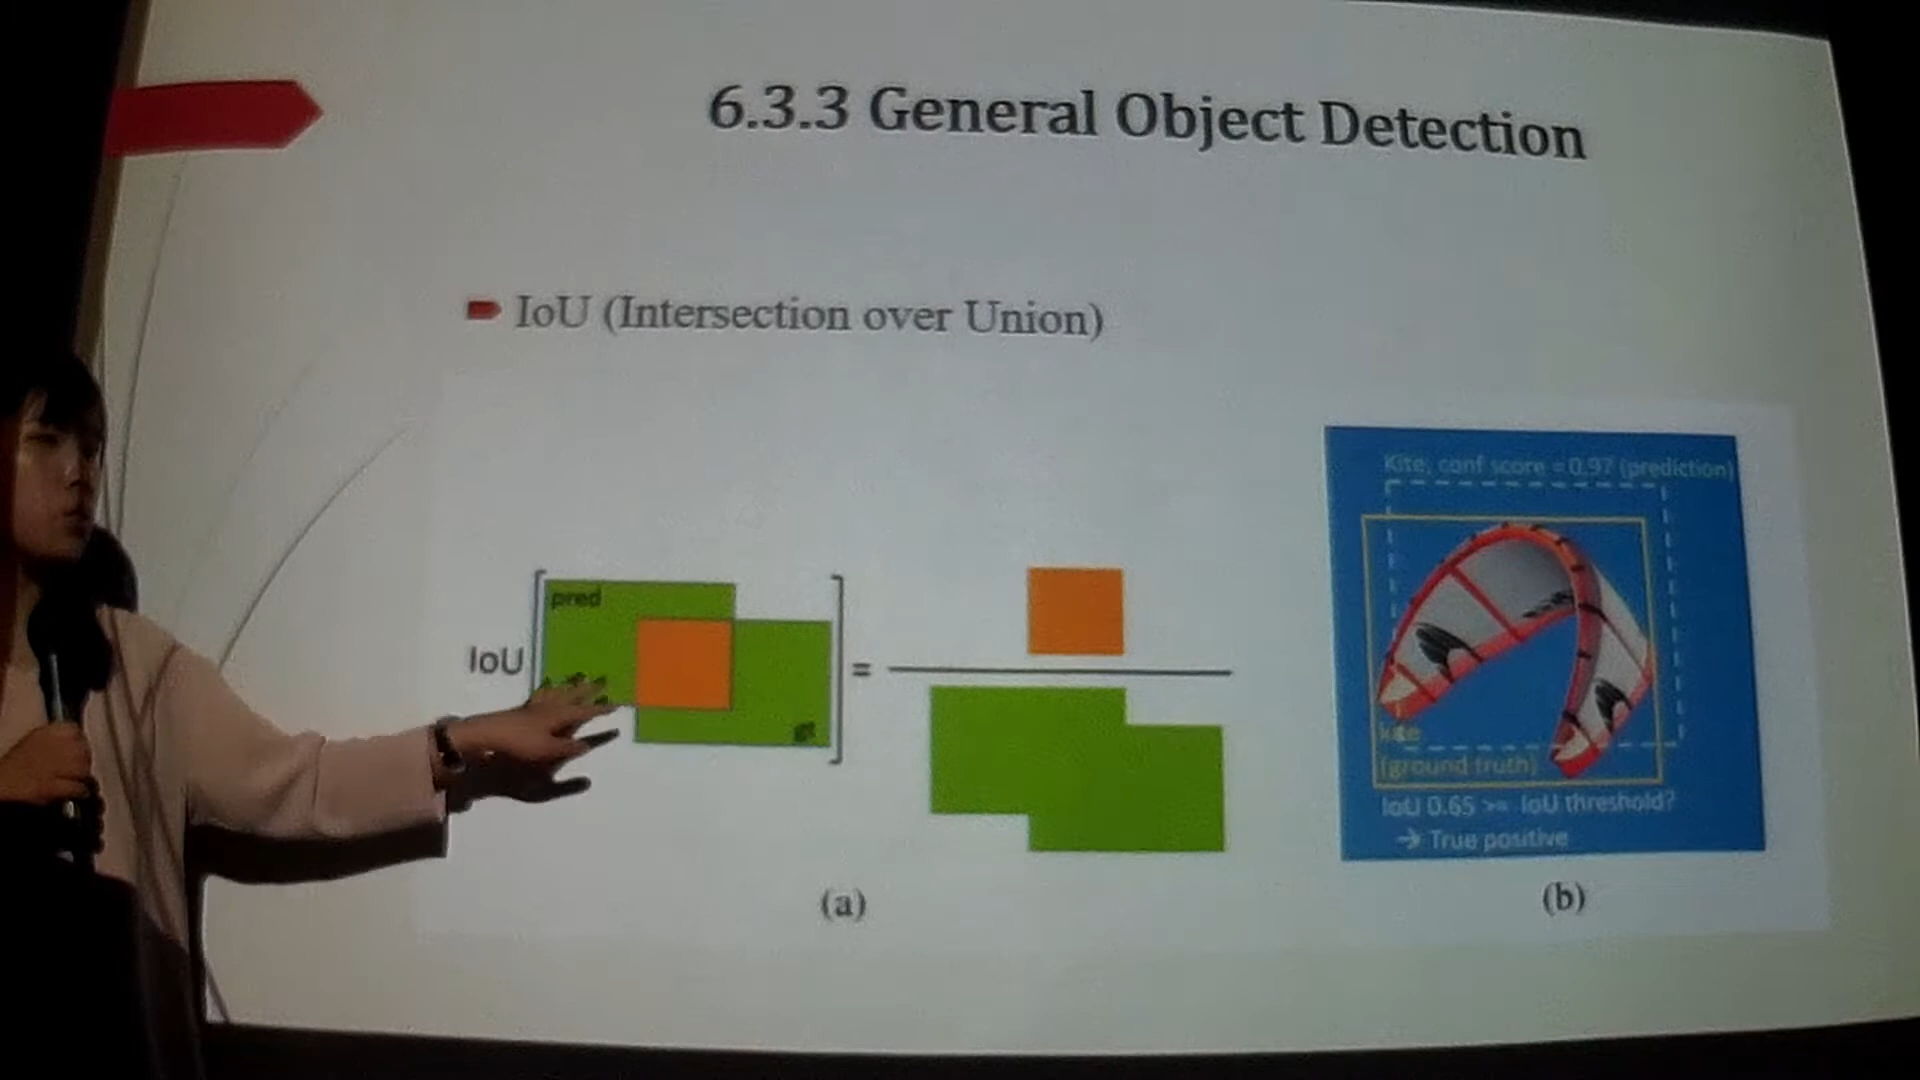 6.3.3 General Object Detection
IoU (Intersection over Union)
Kite, conf score = 0.97 (prediction)
pred
IoU
=
kite
(ground truth)
IoU 0.65 >= IoU threshold?
→ True positive
(a)
(b)